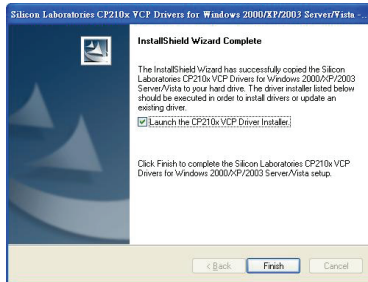 Silicon Laboratories CP210x VCP Drivers for Windows 2000/XP/2003 Server/Vista -...
InstallShield Wizard Complete
The InstallShield Wizard has successfully copied the Silicon
Laboratories CP210x VCP Drivers for Windows 2000/XP/2003
Server/Vista to your hard drive. The driver installer listed below
should be executed in order to install drivers or update an
existing driver.
Launch the CP210x VCP Driver Installer.
Click Finish to complete the Silicon Laboratories CP210x VCP
Drivers for Windows 2000/XP/2003 Server/Vista setup.
< Back
Finish
Cancel